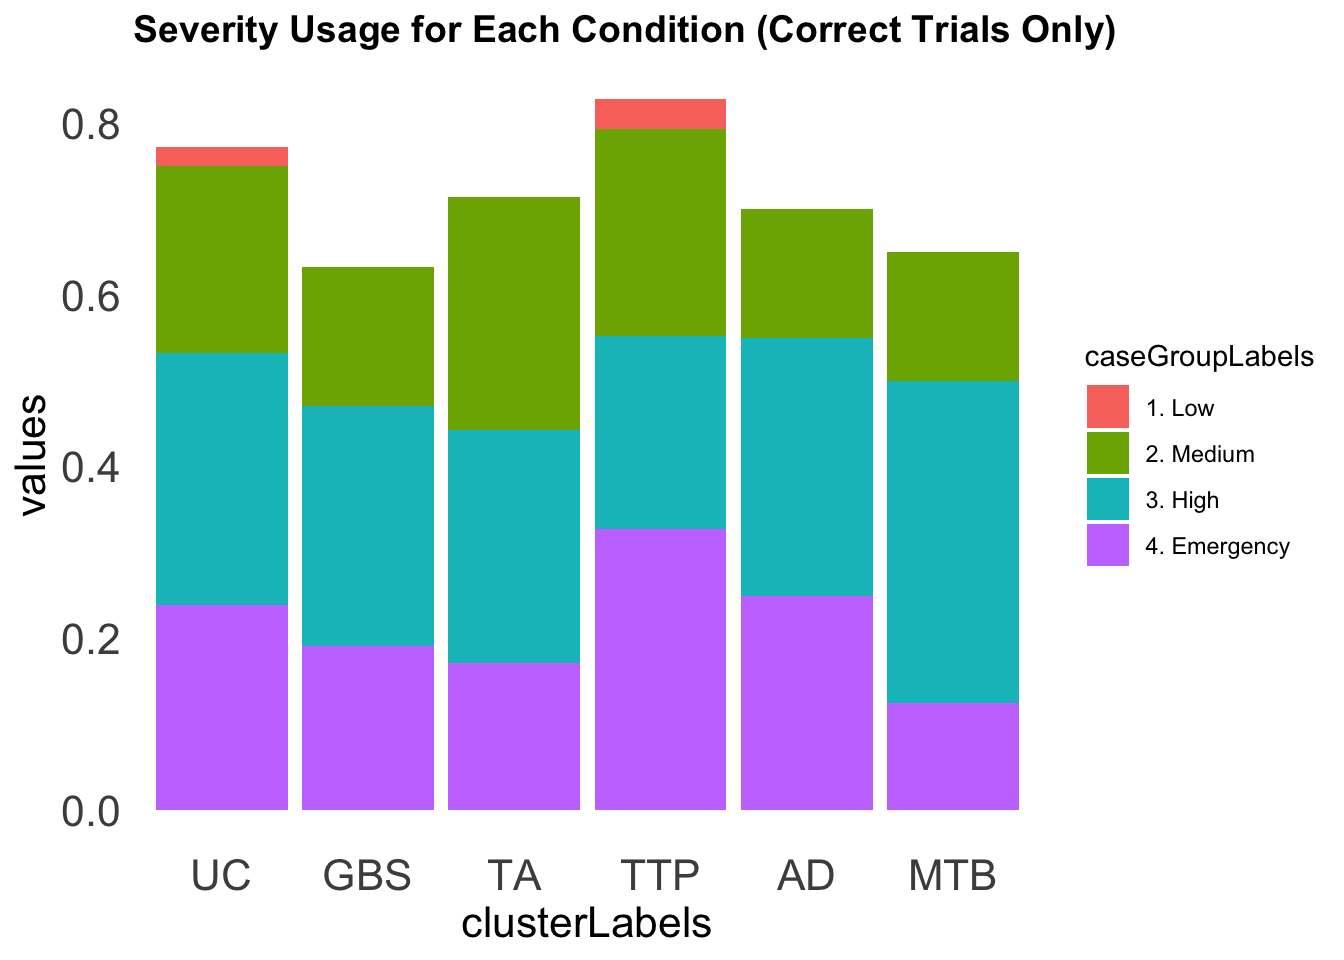 Severity Usage for Each Condition (Correct Trials Only)
0.8
0.6
0.4
0.2
0.0
values
UC GBS TA TTP AD MTB
clusterLabels
caseGroupLabels
1. Low
2. Medium
3. High
4. Emergency